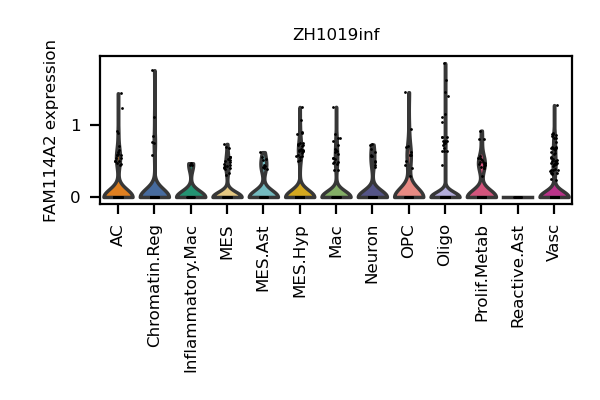 ZH1019inf
FAM114A2 expression
1
0
AC
Chromatin.Reg
Inflammatory.Mac
MES
MES.Ast
MES.Hyp
Mac
Neuron
OPC
Oligo
Prolif.Metab
Reactive.Ast
Vasc